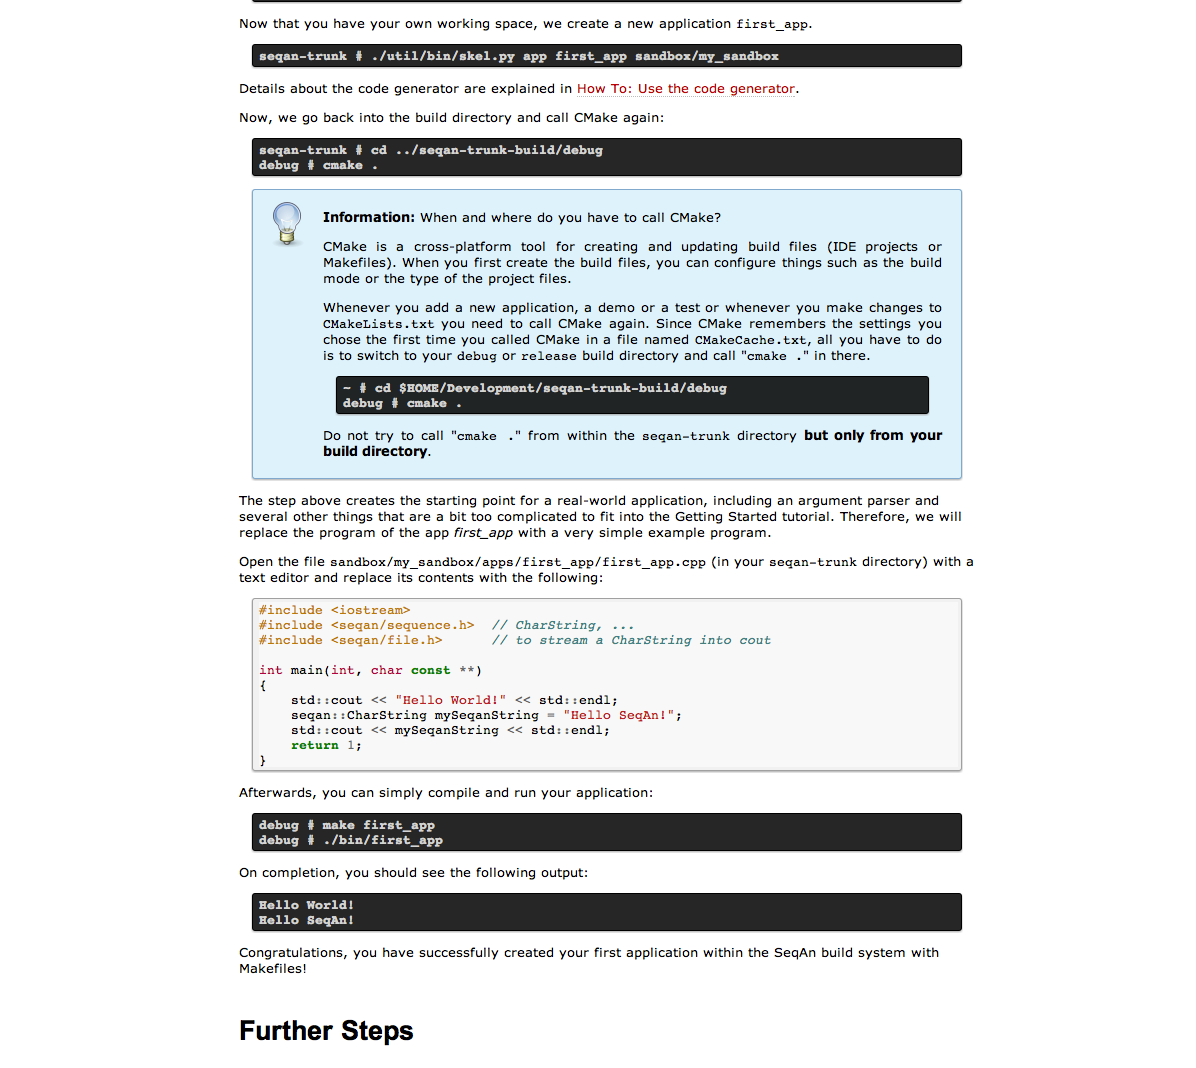 Now that you have your own working space, we create a new application first_app.
seqan-trunk # ./util/bin/skel.py app first_app sandbox/my_sandbox
Details about the code generator are explained in How To: Use the code generator.
Now, we go back into the build directory and call CMake again:
seqan-trunk # cd ../seqan-trunk-build/debug
debug # cmake .
Information: When and where do you have to call CMake?
CMake is a cross-platform tool for creating and updating build files (IDE projects or
Makefiles). When you first create the build files, you can configure things such as the build
mode or the type of the project files.
Whenever you add a new application, a demo or a test or whenever you make changes to
CMakeLists.txt you need to call CMake again. Since CMake remembers the settings you
chose the first time you called CMake in a file named CMakeCache.txt, all you have to do
is to switch to your debug or release build directory and call "cmake ." in there.
~ # cd $HOME/Development/seqan-trunk-build/debug
debug # cmake .
Do not try to call "cmake ." from within the seqan-trunk directory but only from your
build directory.
The step above creates the starting point for a real-world application, including an argument parser and
several other things that are a bit too complicated to fit into the Getting Started tutorial. Therefore, we will
replace the program of the app first_app with a very simple example program.
Open the file sandbox/my_sandbox/apps/first_app/first_app.cpp (in your seqan-trunk directory) with a
text editor and replace its contents with the following:
#include <iostream>
#include <seqan/sequence.h>  // CharString, ...
#include <seqan/file.h>      // to stream a CharString into cout
int main(int, char const **)
{
    std::cout << "Hello World!" << std::endl;
    seqan::CharString mySeqanString = "Hello SeqAn!";
    std::cout << mySeqanString << std::endl;
    return 1;
}
Afterwards, you can simply compile and run your application:
debug # make first_app
debug # ./bin/first_app
On completion, you should see the following output:
Hello World!
Hello SeqAn!
Congratulations, you have successfully created your first application within the SeqAn build system with
Makefiles!
Further Steps